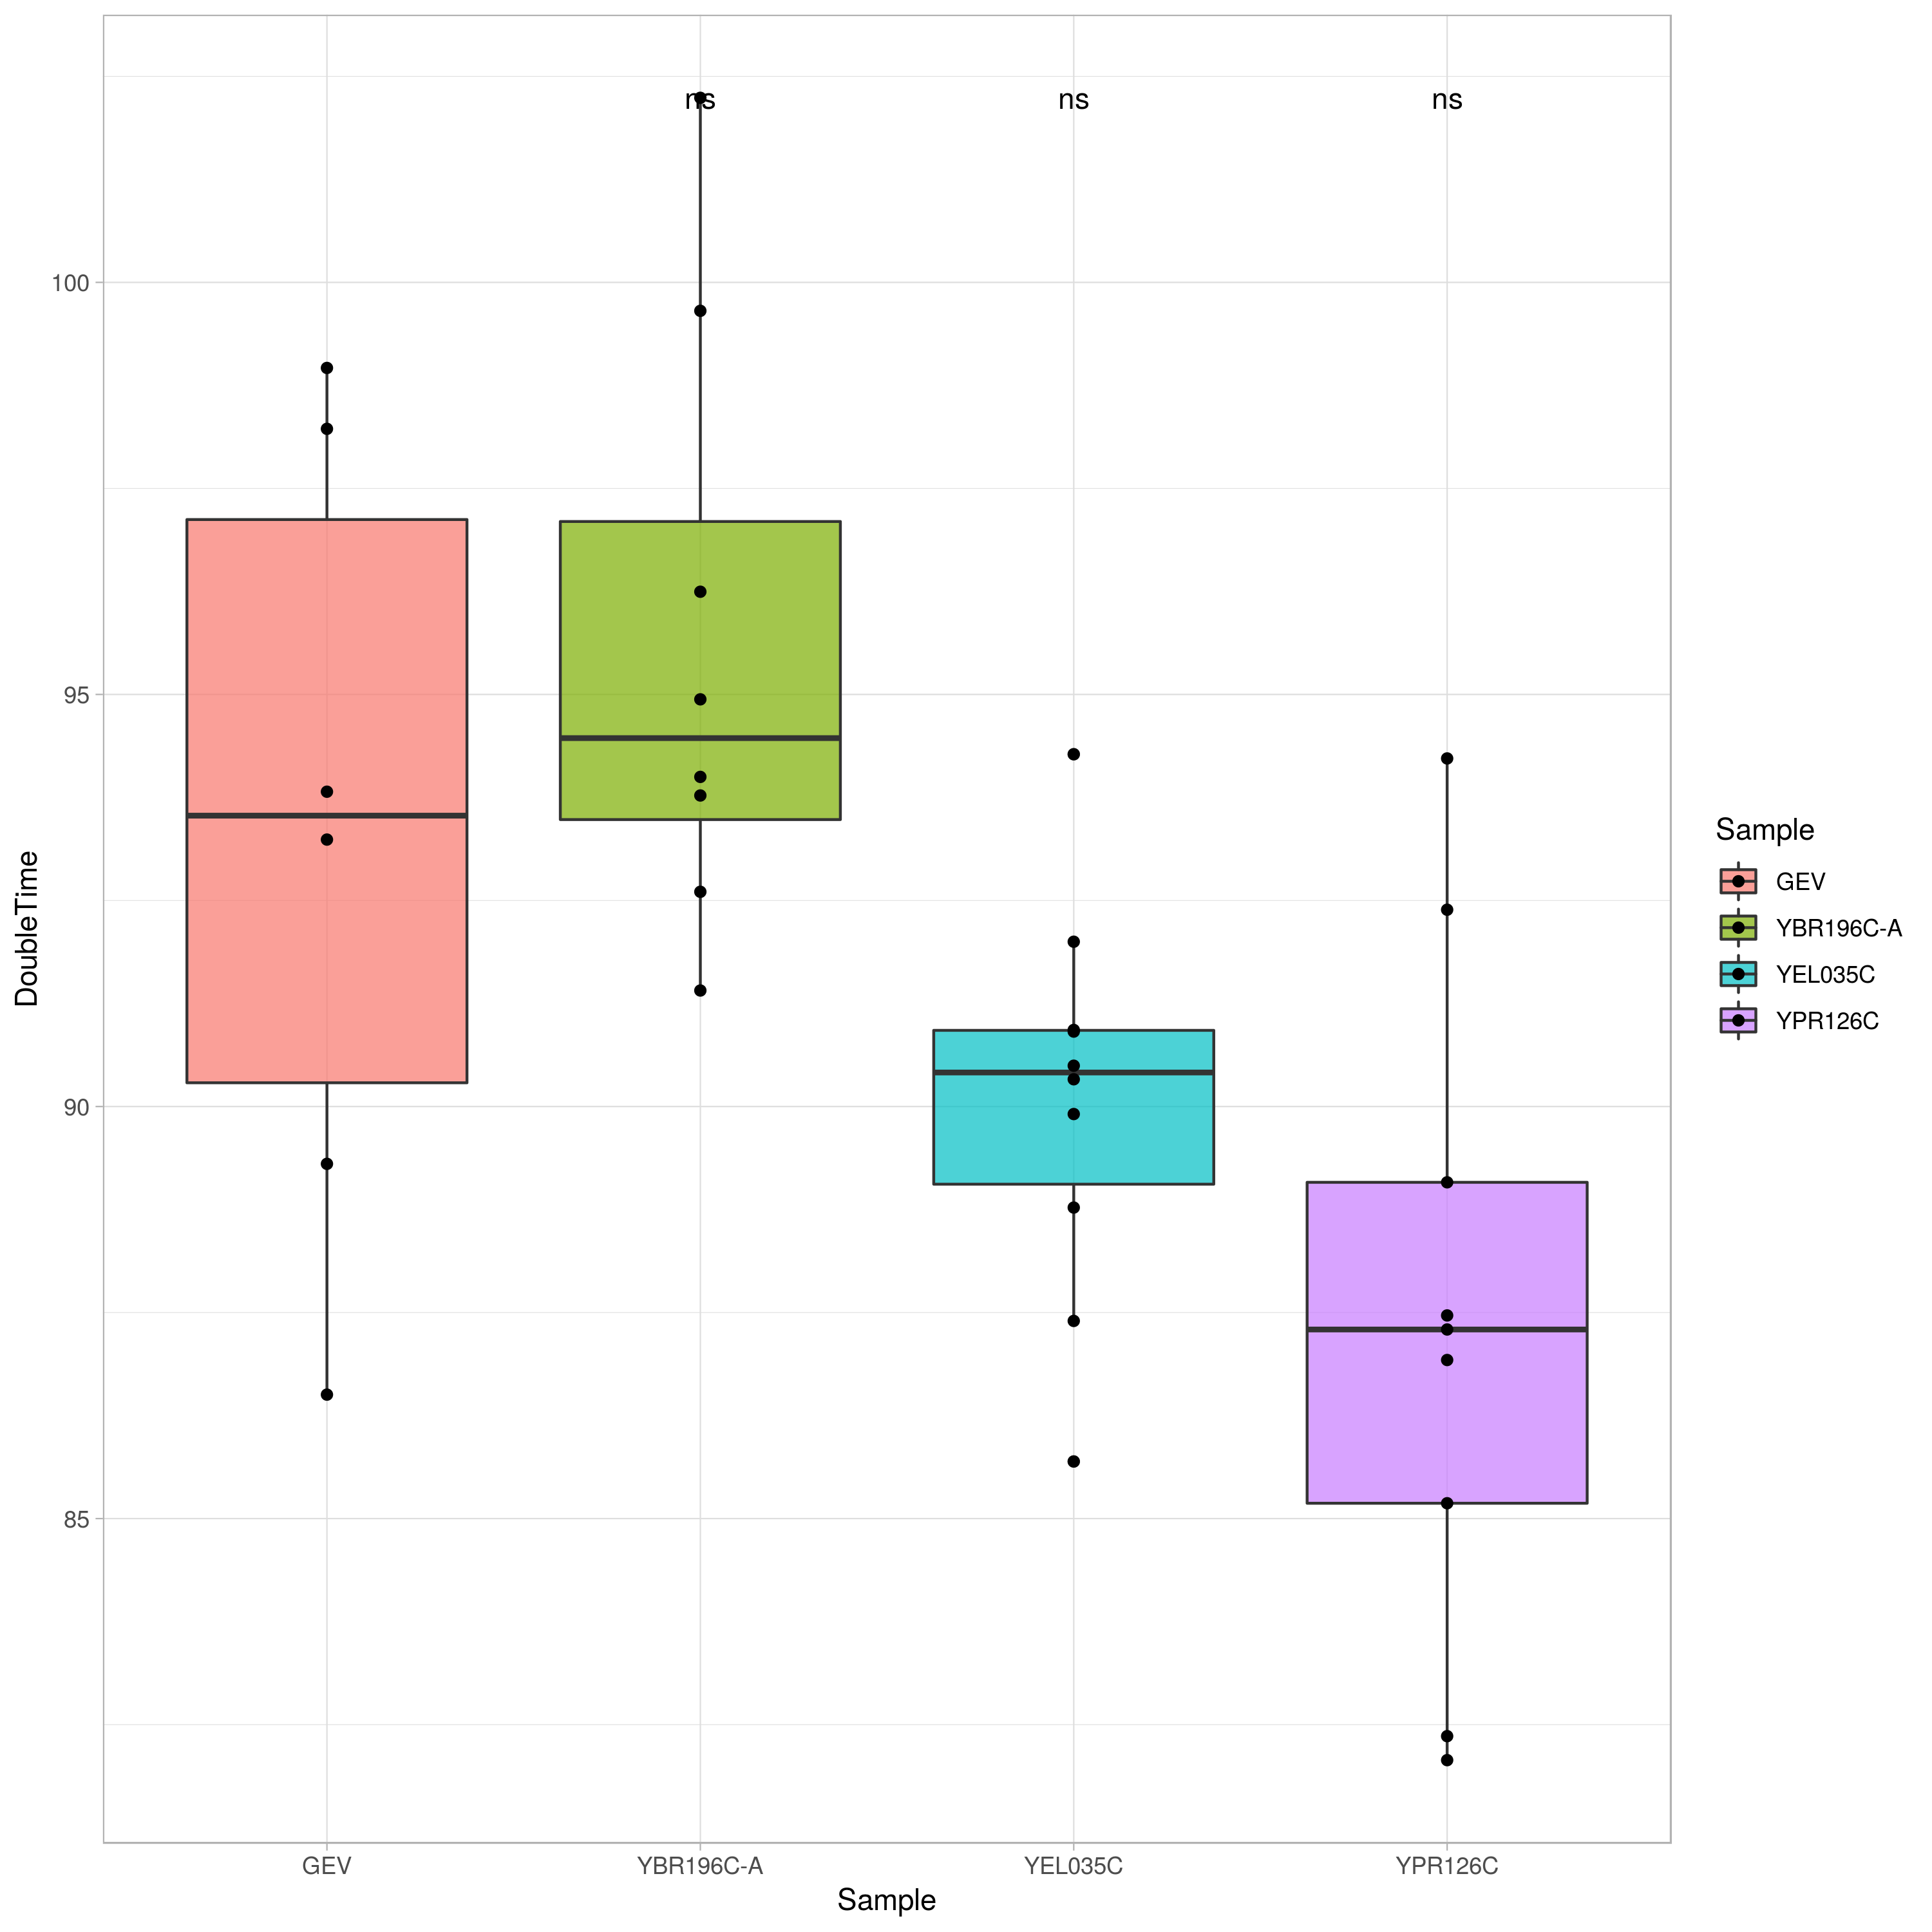 ns
ns
ns
100
95
90
85
DoubleTime
GEV
YBR196C-A
YEL035C
YPR126C
Sample
Sample
GEV
YBR196C-A
YEL035C
YPR126C